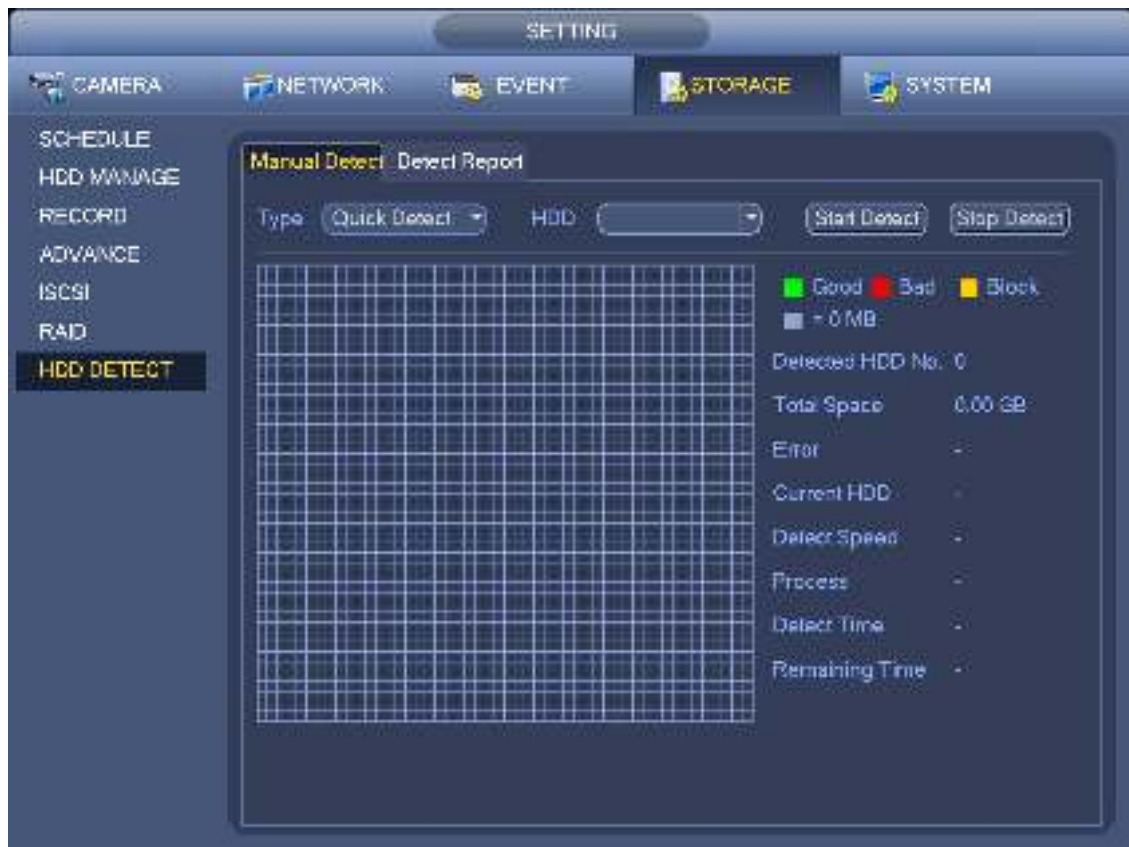 SETTING
CAMERA NETWORK EVENT STORAGE SYSTEM
SCHEDULE
HDD MANAGE
RECORD
ADVANCE
ISCSI
RAID
HDD DETECT
Manual Detect Detect Report
Type Quick Detect HDD Start Detect Stop Detect
Good Bad Block
= 0 MB
Detected HDD No. 0
Total Space 0.00 GB
Error -
Current HDD -
Detect Speed -
Process -
Detect Time -
Remaining Time -